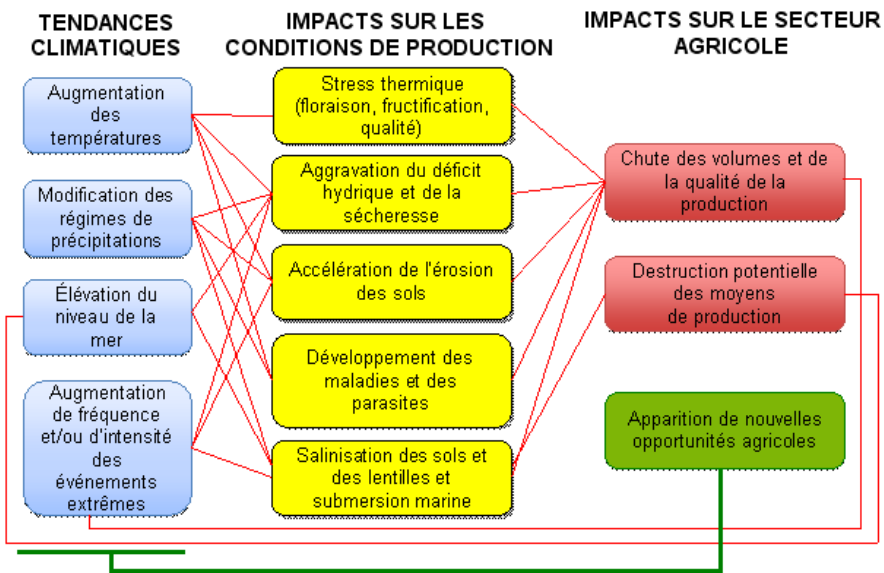 TENDANCES
CLIMATIQUES
IMPACTS SUR LES
CONDITIONS DE PRODUCTION
IMPACTS SUR LE SECTEUR
AGRICOLE
Augmentation
des
températures
Modification des
régimes de
précipitations
Élévation du
niveau de la
mer
Augmentation
de fréquence
et/ou d'intensité
des
événements
extrêmes
Stress thermique
(floraison, fructification,
qualité)
Aggravation du déficit
hydrique et de la
sécheresse
Accélération de l'érosion
des sols
Développement des
maladies et des
parasites
Salinisation des sols et
des lentilles et
submersion marine
Chute des volumes et de
la qualité de la
production
Destruction potentielle
des moyens
de production
Apparition de nouvelles
opportunités agricoles